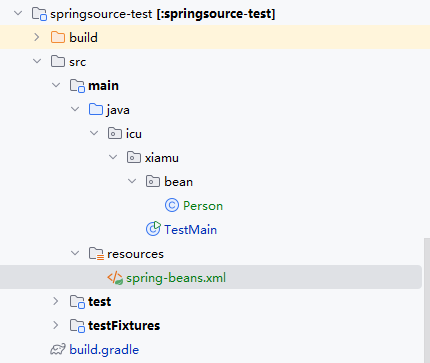 springsource-test [:springsource-test]
build
src
main
java
icu
xiamu
bean
Person
TestMain
resources
spring-beans.xml
test
testFixtures
build.gradle